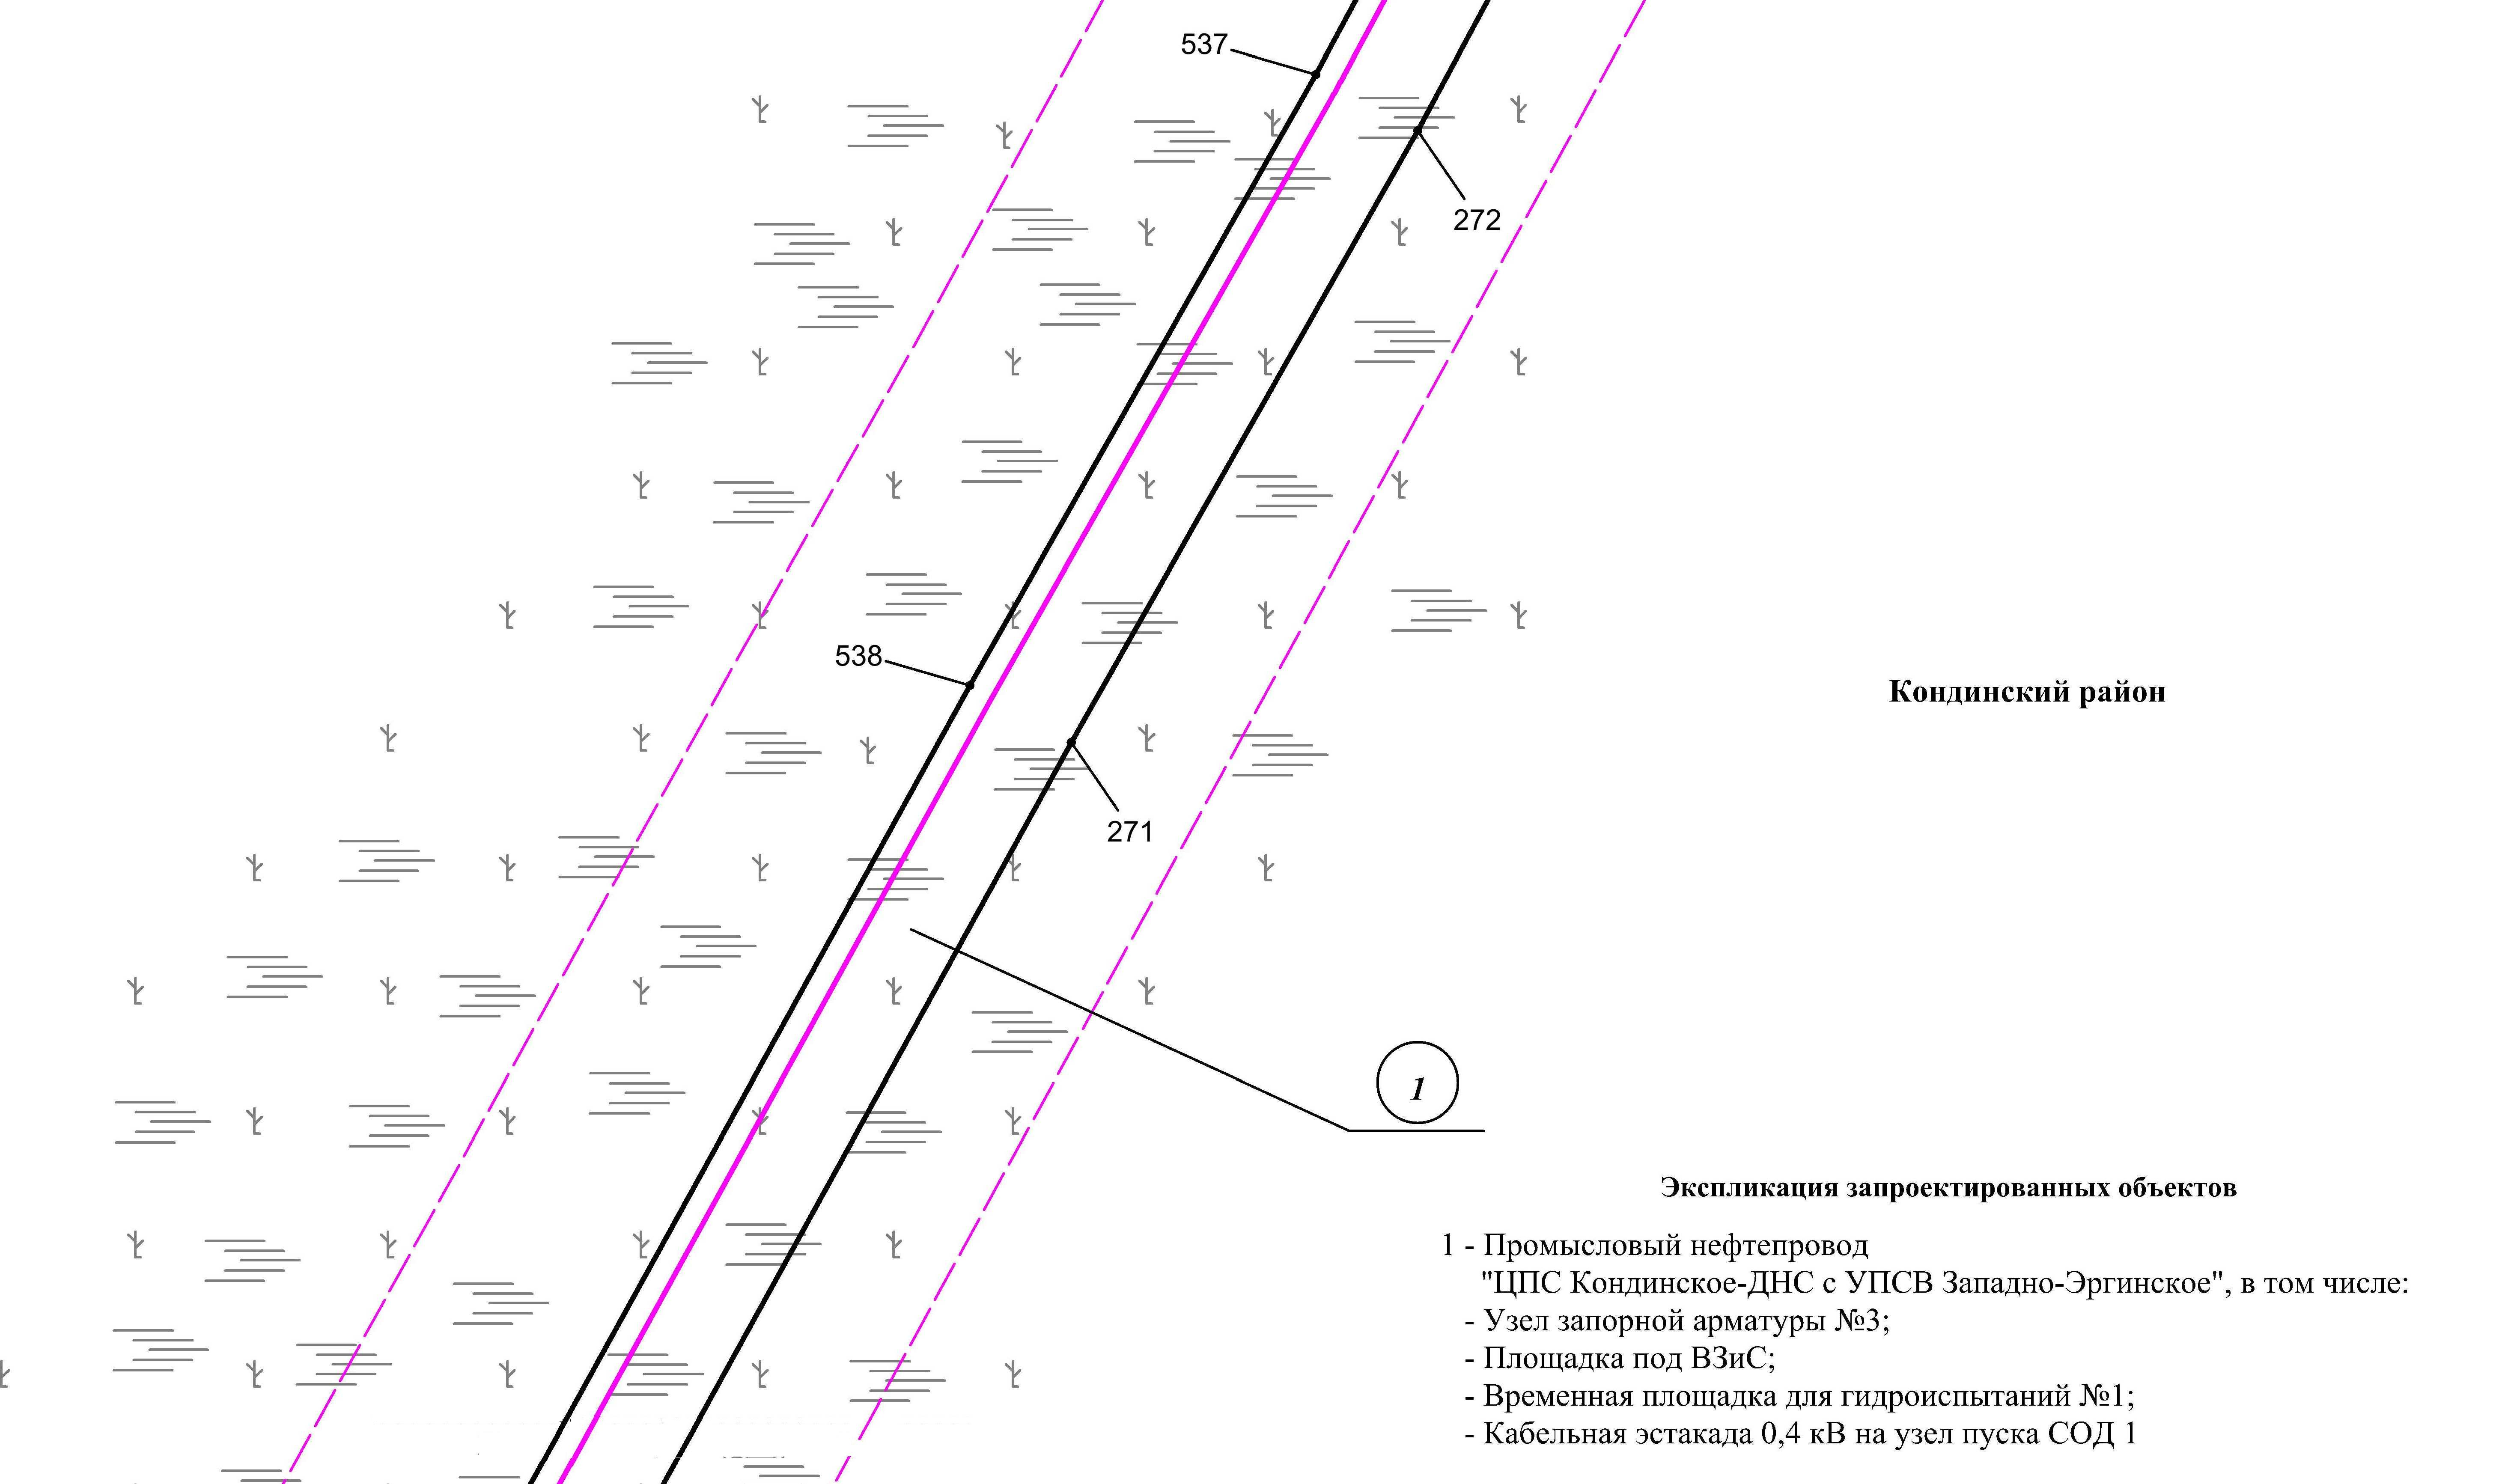 537
272
538
Кондинский район
271
1
Экспликация запроектированных объектов
1 - Промысловый нефтепровод
"ЦПС Кондинское-ДНС с УПСВ Западно-Эргинское", в том числе:
- Узел запорной арматуры №3;
- Площадка под ВЗиС;
- Временная площадка для гидроиспытаний №1;
- Кабельная эстакада 0,4 кВ на узел пуска СОД 1